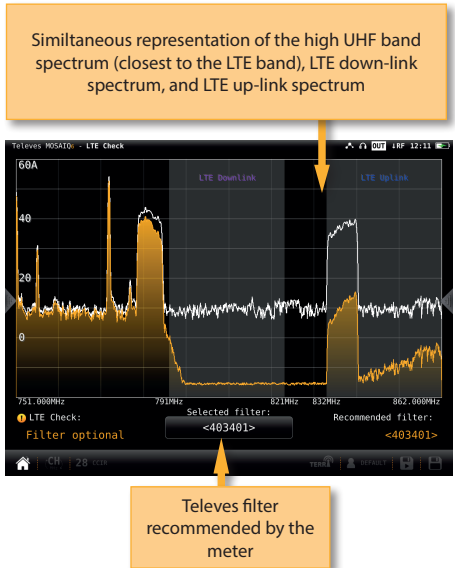 Similtaneous representation of the high UHF band
spectrum (closest to the LTE band), LTE down-link
spectrum, and LTE up-link spectrum
Televes MOSAIQ6 - LTE Check
OUT ↓RF 12:11
60A
LTE Downlink
LTE Uplink
40
20
0
751.000MHz 791MHz 821MHz 832MHz 862.000MHz
LTE Check:
Selected filter:
Recommended filter:
Filter optional
<403401>
<403401>
CH 28 CCIR
TERRA DEFAULT
Televes filter
recommended by the
meter